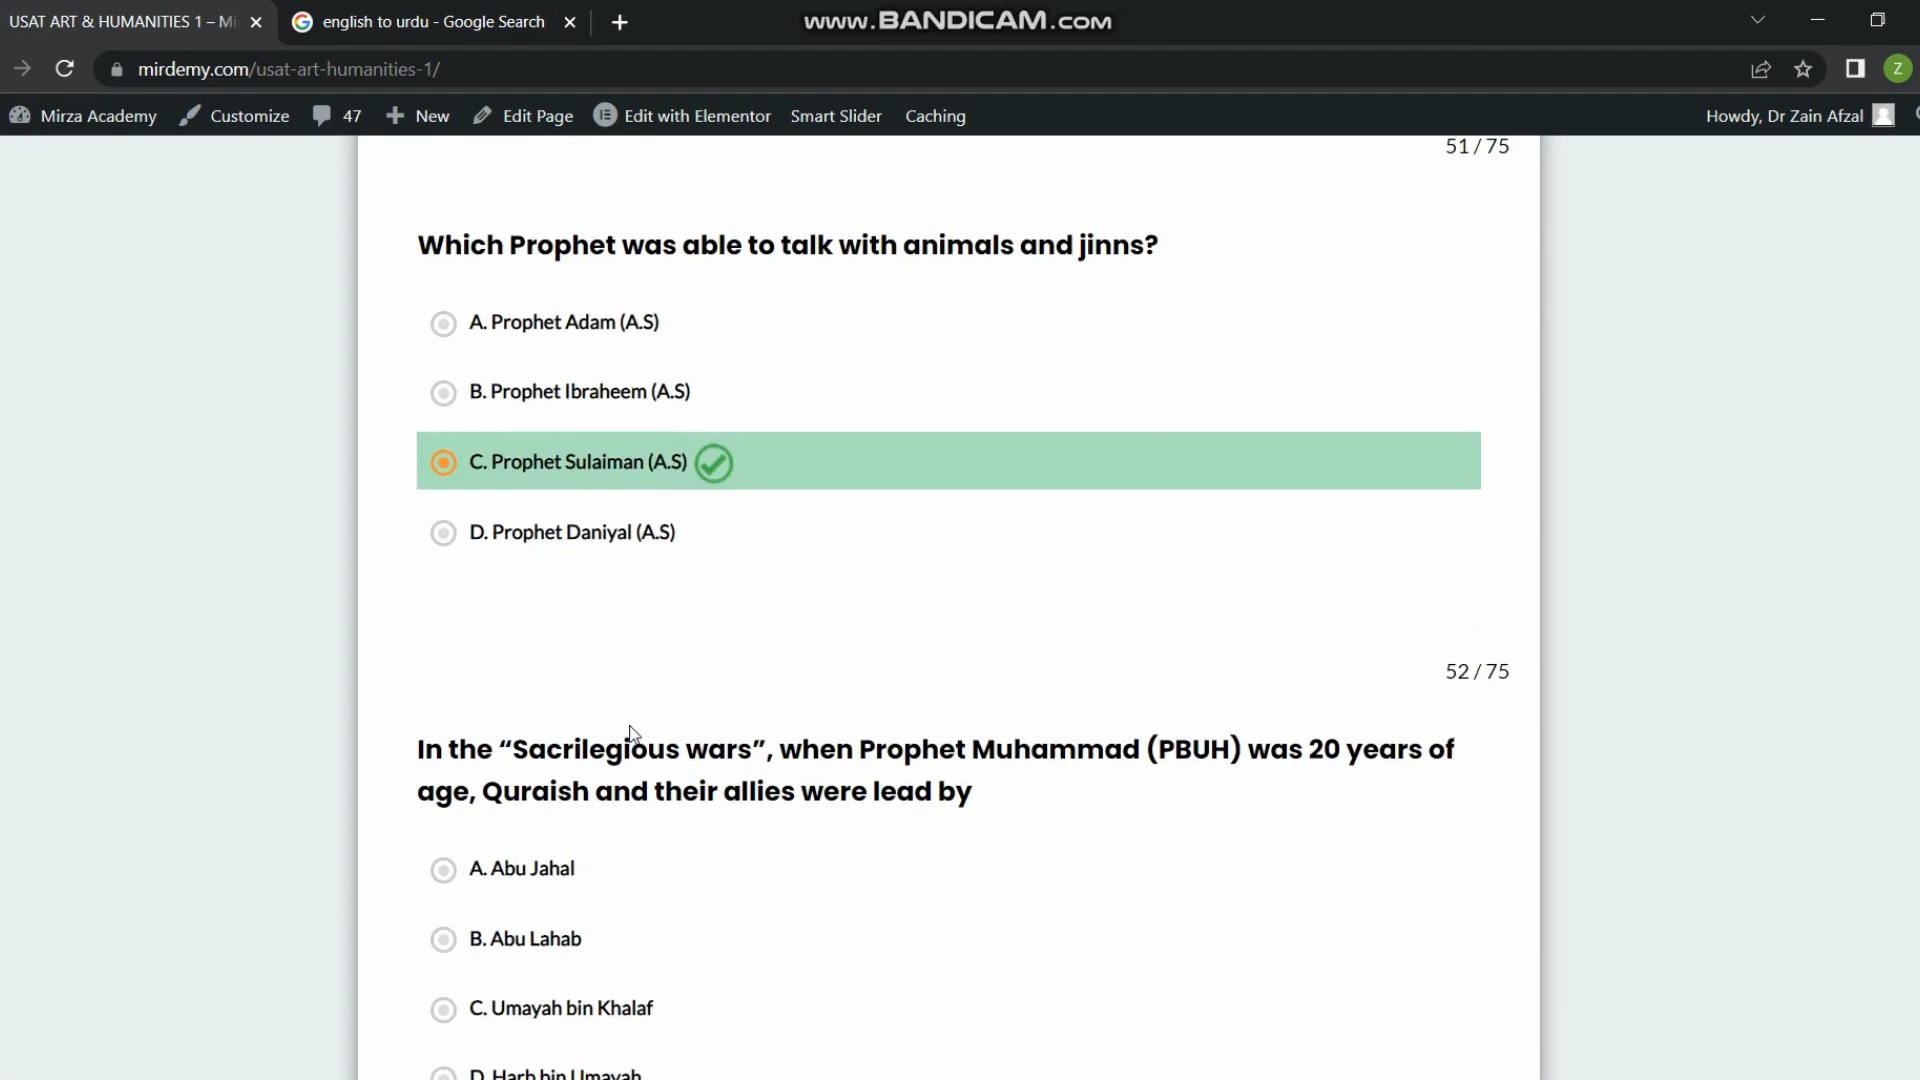 USAT ART & HUMANITIES 1 – Mi
english to urdu - Google Search
www.BANDICAM.com
mirdemy.com/usat-art-humanities-1/
Z
Mirza Academy
Customize
47
New
Edit Page
Edit with Elementor
Smart Slider
Caching
Howdy, Dr Zain Afzal
51 / 75
Which Prophet was able to talk with animals and jinns?
A. Prophet Adam (A.S)
B. Prophet Ibraheem (A.S)
C. Prophet Sulaiman (A.S)
D. Prophet Daniyal (A.S)
52 / 75
In the “Sacrilegious wars”, when Prophet Muhammad (PBUH) was 20 years of
age, Quraish and their allies were lead by
A. Abu Jahal
B. Abu Lahab
C. Umayah bin Khalaf
D. Harb bin Umayah